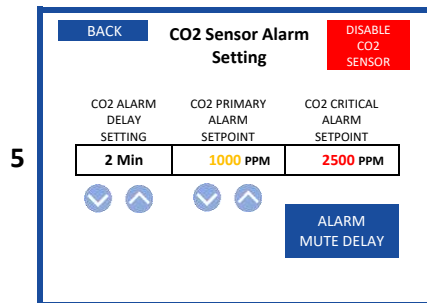 BACK
CO2 Sensor Alarm
Setting
DISABLE
CO2
SENSOR
CO2 ALARM
DELAY
SETTING
CO2 PRIMARY
ALARM
SETPOINT
CO2 CRITICAL
ALARM
SETPOINT
5
2 Min
1000 PPM
2500 PPM
ALARM
MUTE DELAY